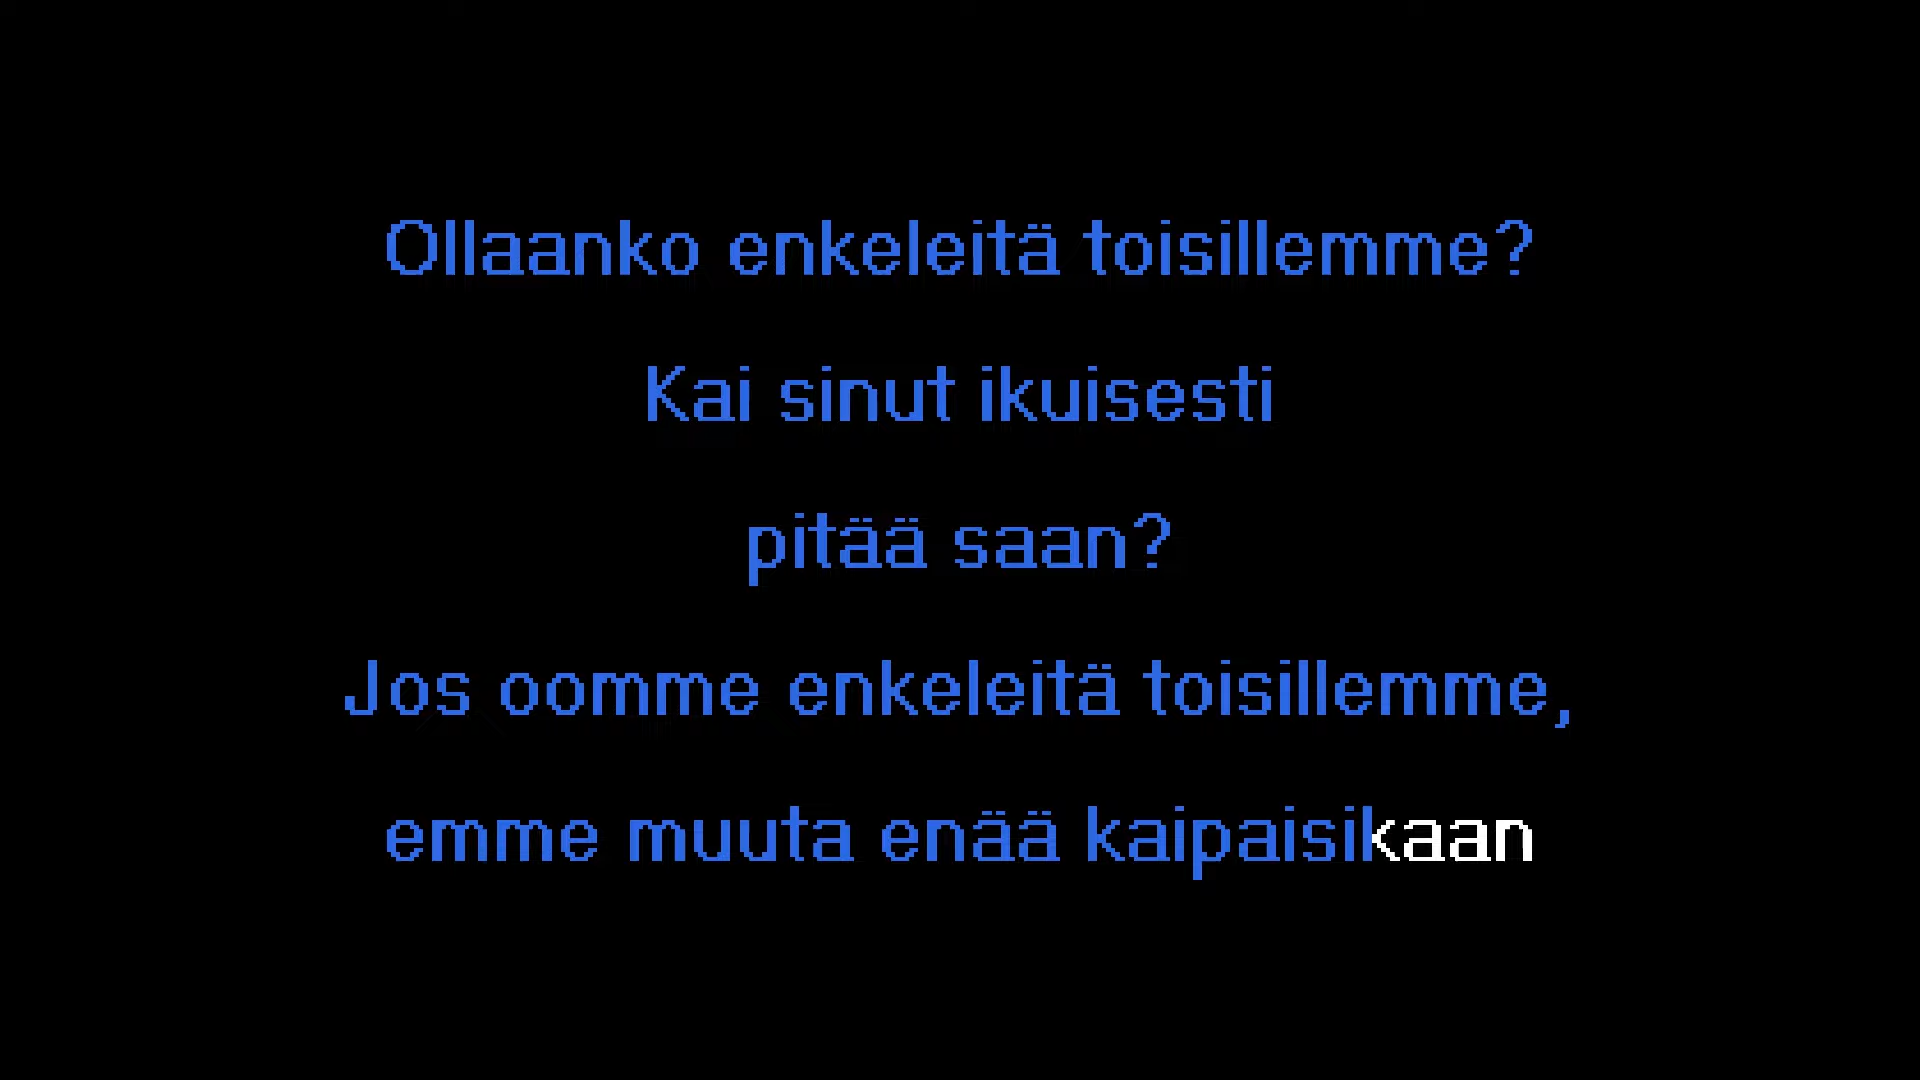 Ollaanko enkeleitä toisillemme?
Kai sinut ikuisesti
pitää saan?
Jos oomme enkeleitä toisillemme,
emme muuta enää kaipaisikaan